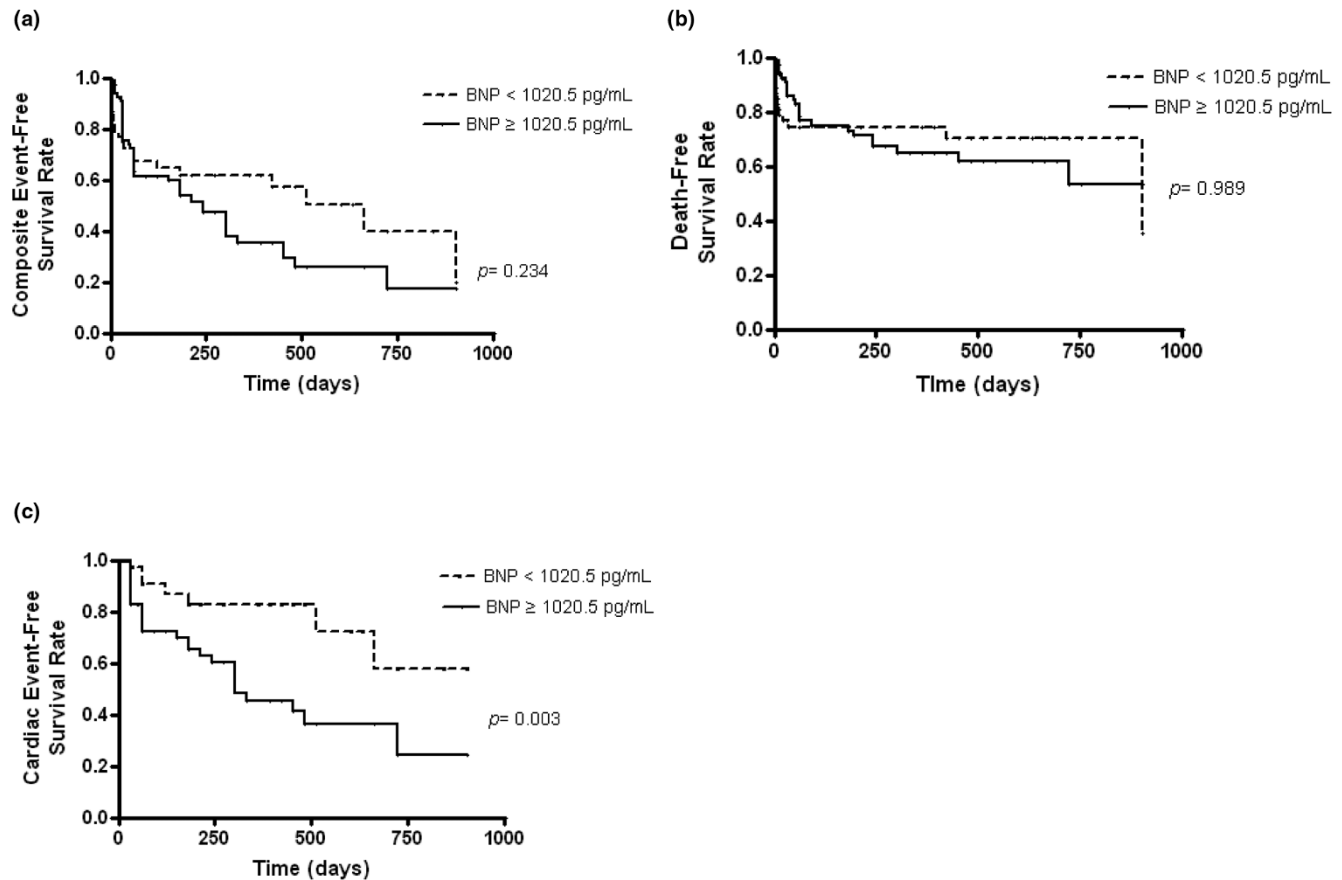 (a)
Composite Event-Free
Survival Rate
1.0
0.8
0.6
0.4
0.2
0.0
0
250
500
750
1000
Time (days)
BNP < 1020.5 pg/mL
BNP ≥ 1020.5 pg/mL
p= 0.234
(b)
Death-Free
Survival Rate
1.0
0.8
0.6
0.4
0.2
0.0
0
250
500
750
1000
TIme (days)
BNP < 1020.5 pg/mL
BNP ≥ 1020.5 pg/mL
p= 0.989
(c)
Cardiac Event-Free
Survival Rate
1.0
0.8
0.6
0.4
0.2
0.0
0
250
500
750
1000
Time (days)
BNP < 1020.5 pg/mL
BNP ≥ 1020.5 pg/mL
p= 0.003